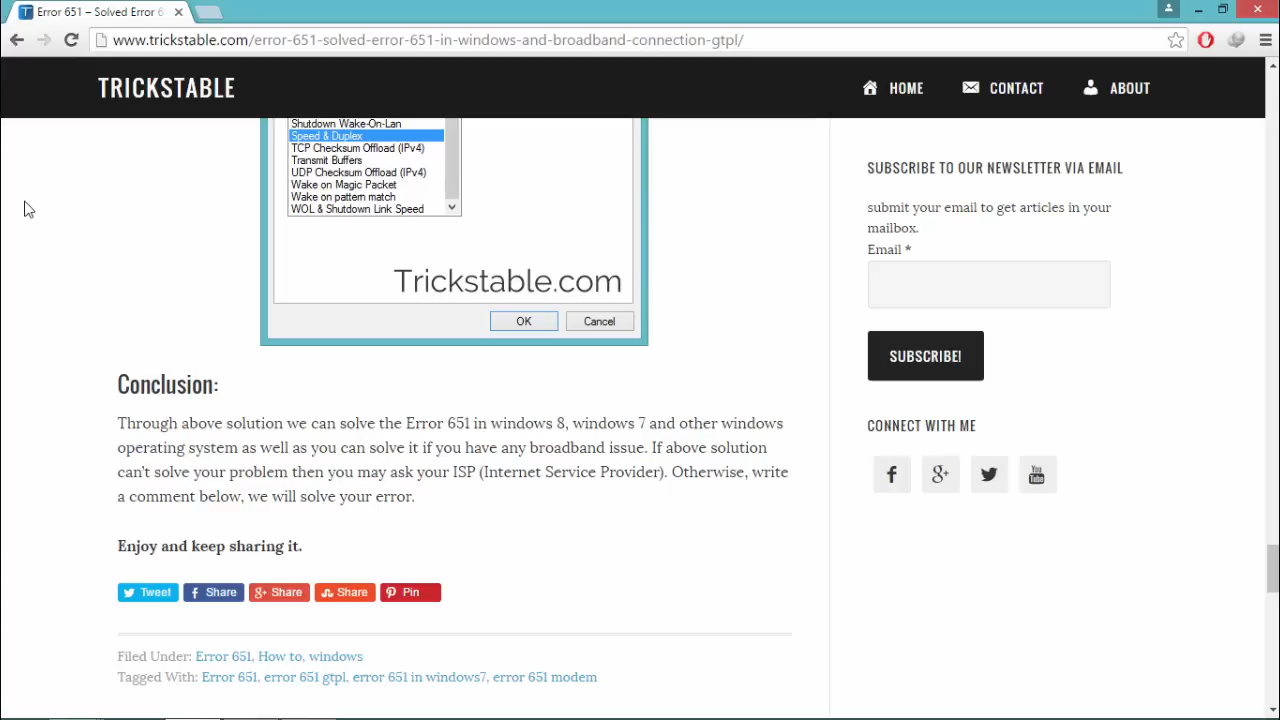 Error 651 – Solved Error 6
www.trickstable.com/error-651-solved-error-651-in-windows-and-broadband-connection-gtpl/
TRICKSTABLE
HOME
CONTACT
ABOUT
Shutdown Wake-On-Lan
Speed & Duplex
TCP Checksum Offload (IPv4)
Transmit Buffers
UDP Checksum Offload (IPv4)
Wake on Magic Packet
Wake on pattern match
WOL & Shutdown Link Speed
Trickstable.com
OK
Cancel
Conclusion:
Through above solution we can solve the Error 651 in windows 8, windows 7 and other windows
operating system as well as you can solve it if you have any broadband issue. If above solution
can't solve your problem then you may ask your ISP (Internet Service Provider). Otherwise, write
a comment below, we will solve your error.
Enjoy and keep sharing it.
Tweet
Share
Share
Share
Pin
Filed Under: Error 651, How to, windows
Tagged With: Error 651, error 651 gtpl, error 651 in windows7, error 651 modem
SUBSCRIBE TO OUR NEWSLETTER VIA EMAIL
submit your email to get articles in your
mailbox.
Email *
SUBSCRIBE!
CONNECT WITH ME
You
Tube